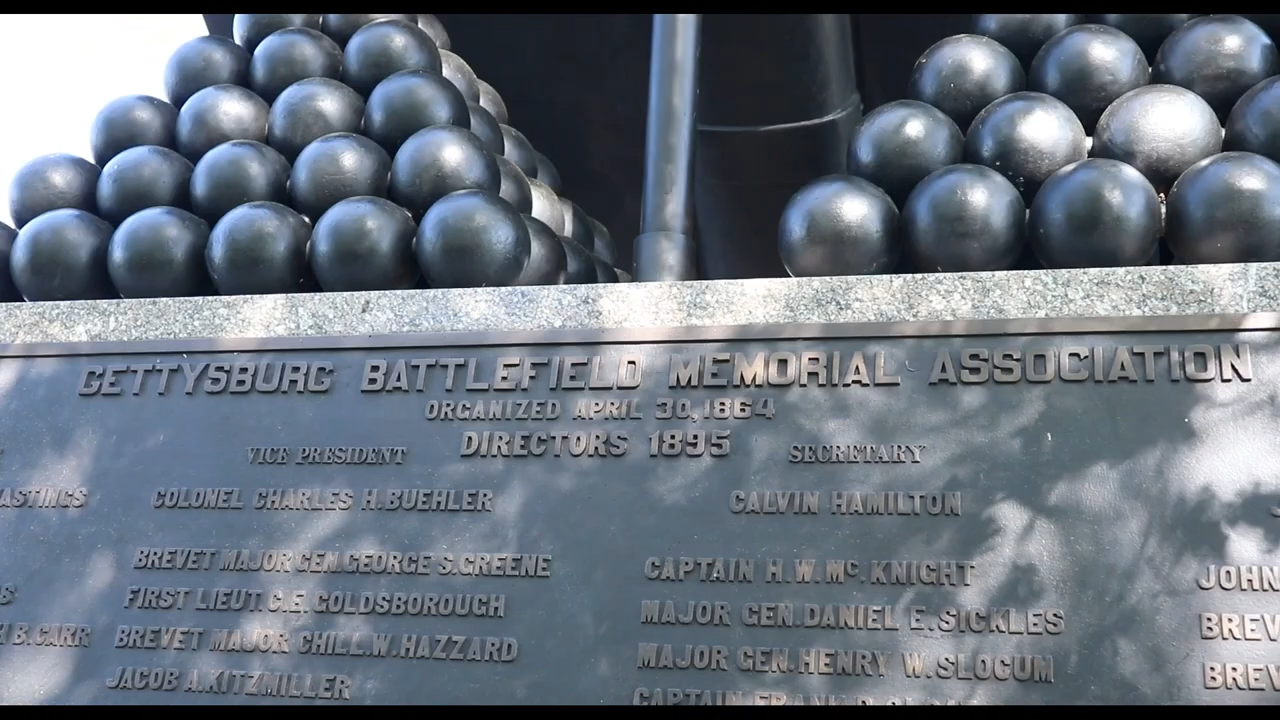 GETTYSBURG BATTLEFIELD MEMORIAL ASSOCIATION
ORGANIZED APRIL 30, 1864
DIRECTORS 1895
VICE PRESIDENT SECRETARY
ASTINGS COLONEL CHARLES H. BUEHLER CALVIN HAMILTON
BREVET MAJOR GEN. GEORGE S. GREENE CAPTAIN H. W. Mc. KNIGHT JOHN
FIRST LIEUT. C. E. GOLDSBOROUGH MAJOR GEN. DANIEL E. SICKLES BREV
B. CARR BREVET MAJOR CHILL. W. HAZZARD MAJOR GEN. HENRY W. SLOCUM BREV
JACOB A. KITZMILLER CAPTAIN FRANK